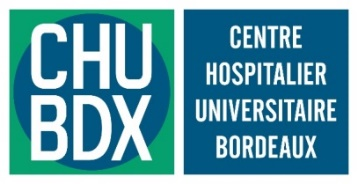 CHU
BDX
CENTRE
HOSPITALIER
UNIVERSITAIRE
BORDEAUX